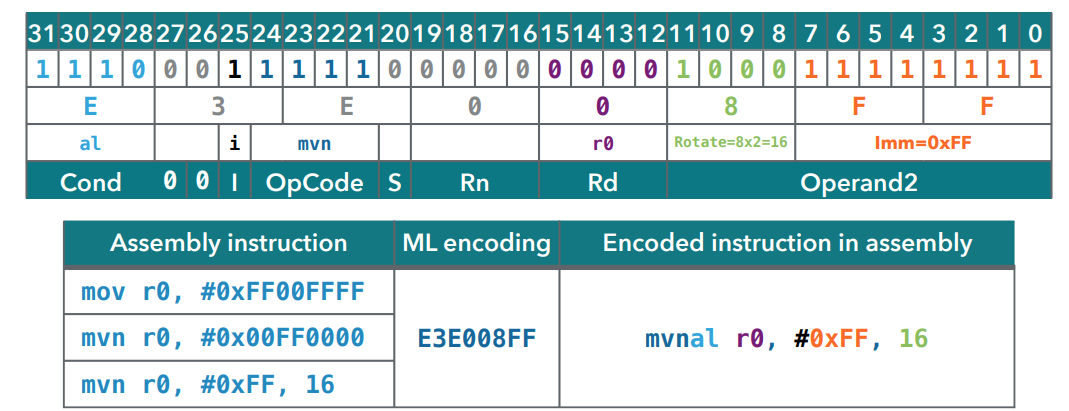 31 30 29 28 27 26 25 24 23 22 21 20 19 18 17 16 15 14 13 12 11 10 9 8 7 6 5 4 3 2 1 0
1 1 1 0 0 0 1 1 1 1 1 0 0 0 0 0 0 0 0 0 1 0 0 0 1 1 1 1 1 1 1 1
E 3 E 0 0 8 F F
al i mvn r0 Rotate=8x2=16 Imm=0xFF
Cond 0 0 I OpCode S Rn Rd Operand2
Assembly instruction ML encoding Encoded instruction in assembly
mov r0, #0xFF00FFFF
mvn r0, #0x00FF0000 E3E008FF mvnal r0, #0xFF, 16
mvn r0, #0xFF, 16